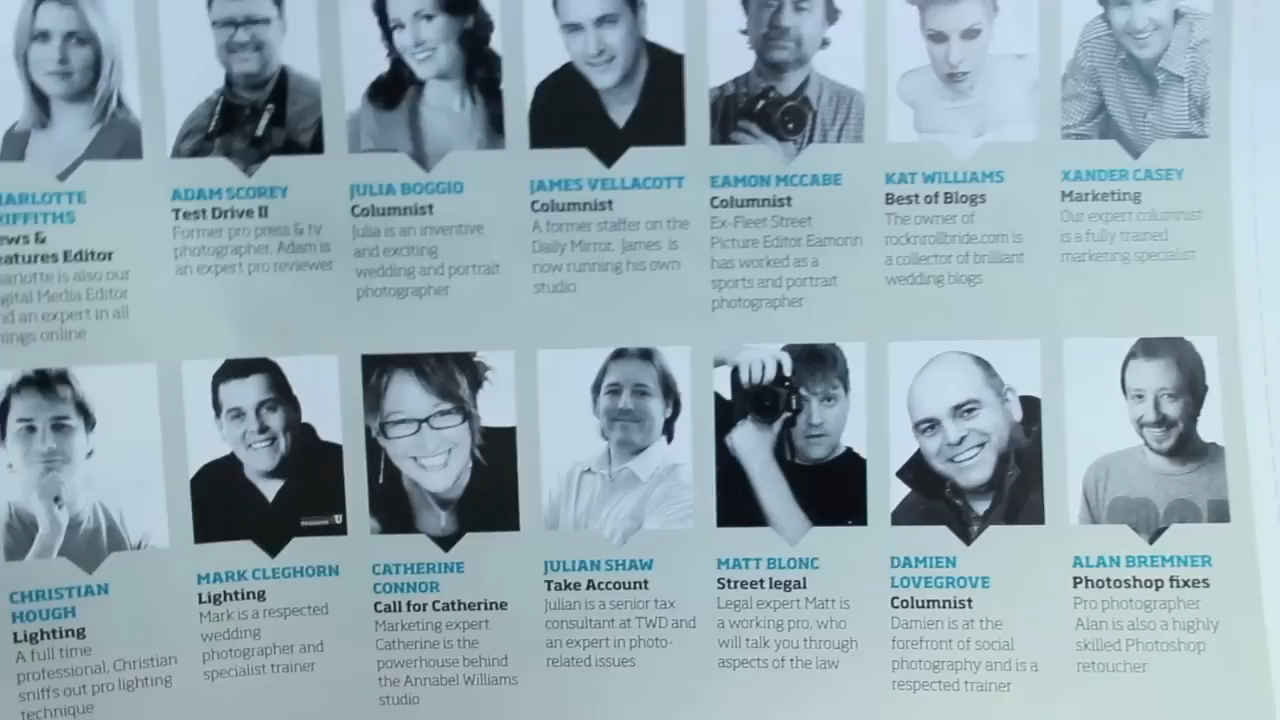 ADAM SCOREY
Test Drive II
Former pro press & tv
photographer, Adam is
an expert pro reviewer
JULIA BOGGIO
Columnist
Julia is an inventive
and exciting
wedding and portrait
photographer
JAMES VELLACOTT
Columnist
A former staffer on the
Daily Mirror, James is
now running his own
studio
EAMON MCCABE
Columnist
Ex-Fleet Street
Picture Editor Eamonn
has worked as a
sports and portrait
photographer
KAT WILLIAMS
Best of Blogs
The owner of
rocknrollbride.com is
a collector of brilliant
wedding blogs
XANDER CASEY
Marketing
Our expert columnist
is a fully trained
marketing specialist
HARLOTTE
RIFFITHS
ews &
eatures Editor
harlotte is also our
igital Media Editor
nd an expert in all
hings online
CHRISTIAN
HOUGH
Lighting
A full time
professional, Christian
sniffs out pro lighting
technique
MARK CLEGHORN
Lighting
Mark is a respected
wedding
photographer and
specialist trainer
CATHERINE
CONNOR
Call for Catherine
Marketing expert
Catherine is the
powerhouse behind
the Annabel Williams
studio
JULIAN SHAW
Take Account
Julian is a senior tax
consultant at TWD and
an expert in photo-
related issues
MATT BLONC
Street legal
Legal expert Matt is
a working pro, who
will talk you through
aspects of the law
DAMIEN
LOVEGROVE
Columnist
Damien is at the
forefront of social
photography and is a
respected trainer
ALAN BREMNER
Photoshop fixes
Pro photographer
Alan is also a highly
skilled Photoshop
retoucher